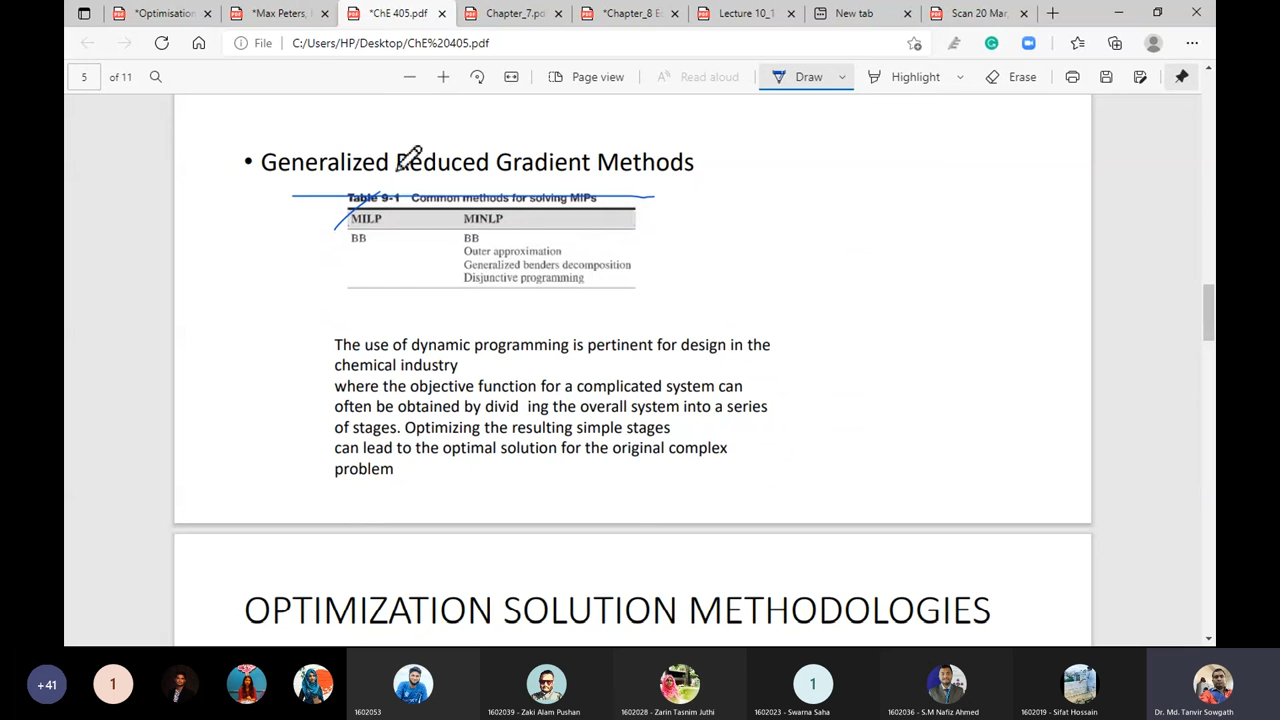 *Optimisation
*Max Peters,
*ChE 405.pdf
Chapter_7.pd
*Chapter_8 Ec
Lecture 10_1
New tab
Scan 20 Mar
File
C:/Users/HP/Desktop/ChE%20405.pdf
5 of 11
Page view
Read aloud
Draw
Highlight
Erase
• Generalized Reduced Gradient Methods
Table 9-1 Common methods for solving MIPs
MILP MINLP
BB BB
Outer approximation
Generalized benders decomposition
Disjunctive programming
The use of dynamic programming is pertinent for design in the
chemical industry
where the objective function for a complicated system can
often be obtained by divid ing the overall system into a series
of stages. Optimizing the resulting simple stages
can lead to the optimal solution for the original complex
problem
OPTIMIZATION SOLUTION METHODOLOGIES
+41
1
1
1602053
1602039 - Zaki Alam Pushan
1602028 - Zarin Tasnim Juthi
1602023 - Swarna Saha
1602036 - S.M Nafiz Ahmed
1602019 - Sifat Hossain
Dr. Md. Tanvir Sowgath